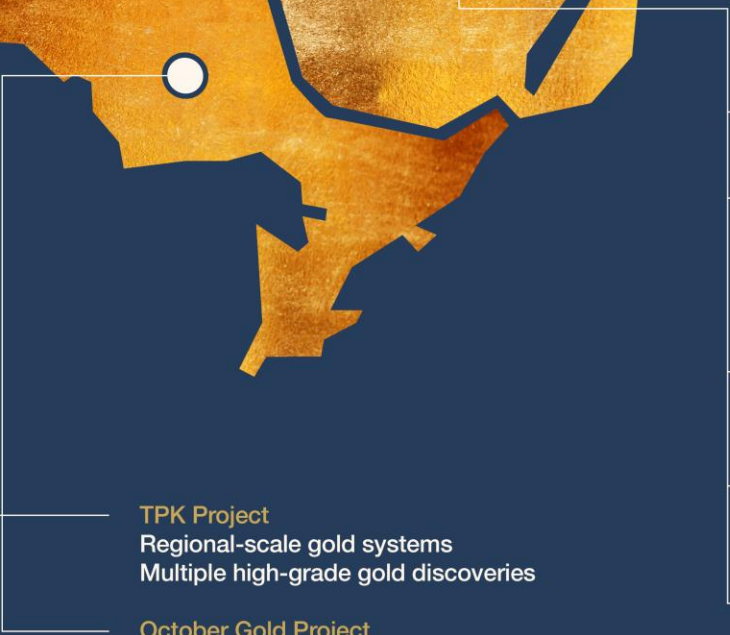 TPK Project
Regional-scale gold systems
Multiple high-grade gold discoveries
October Gold Project